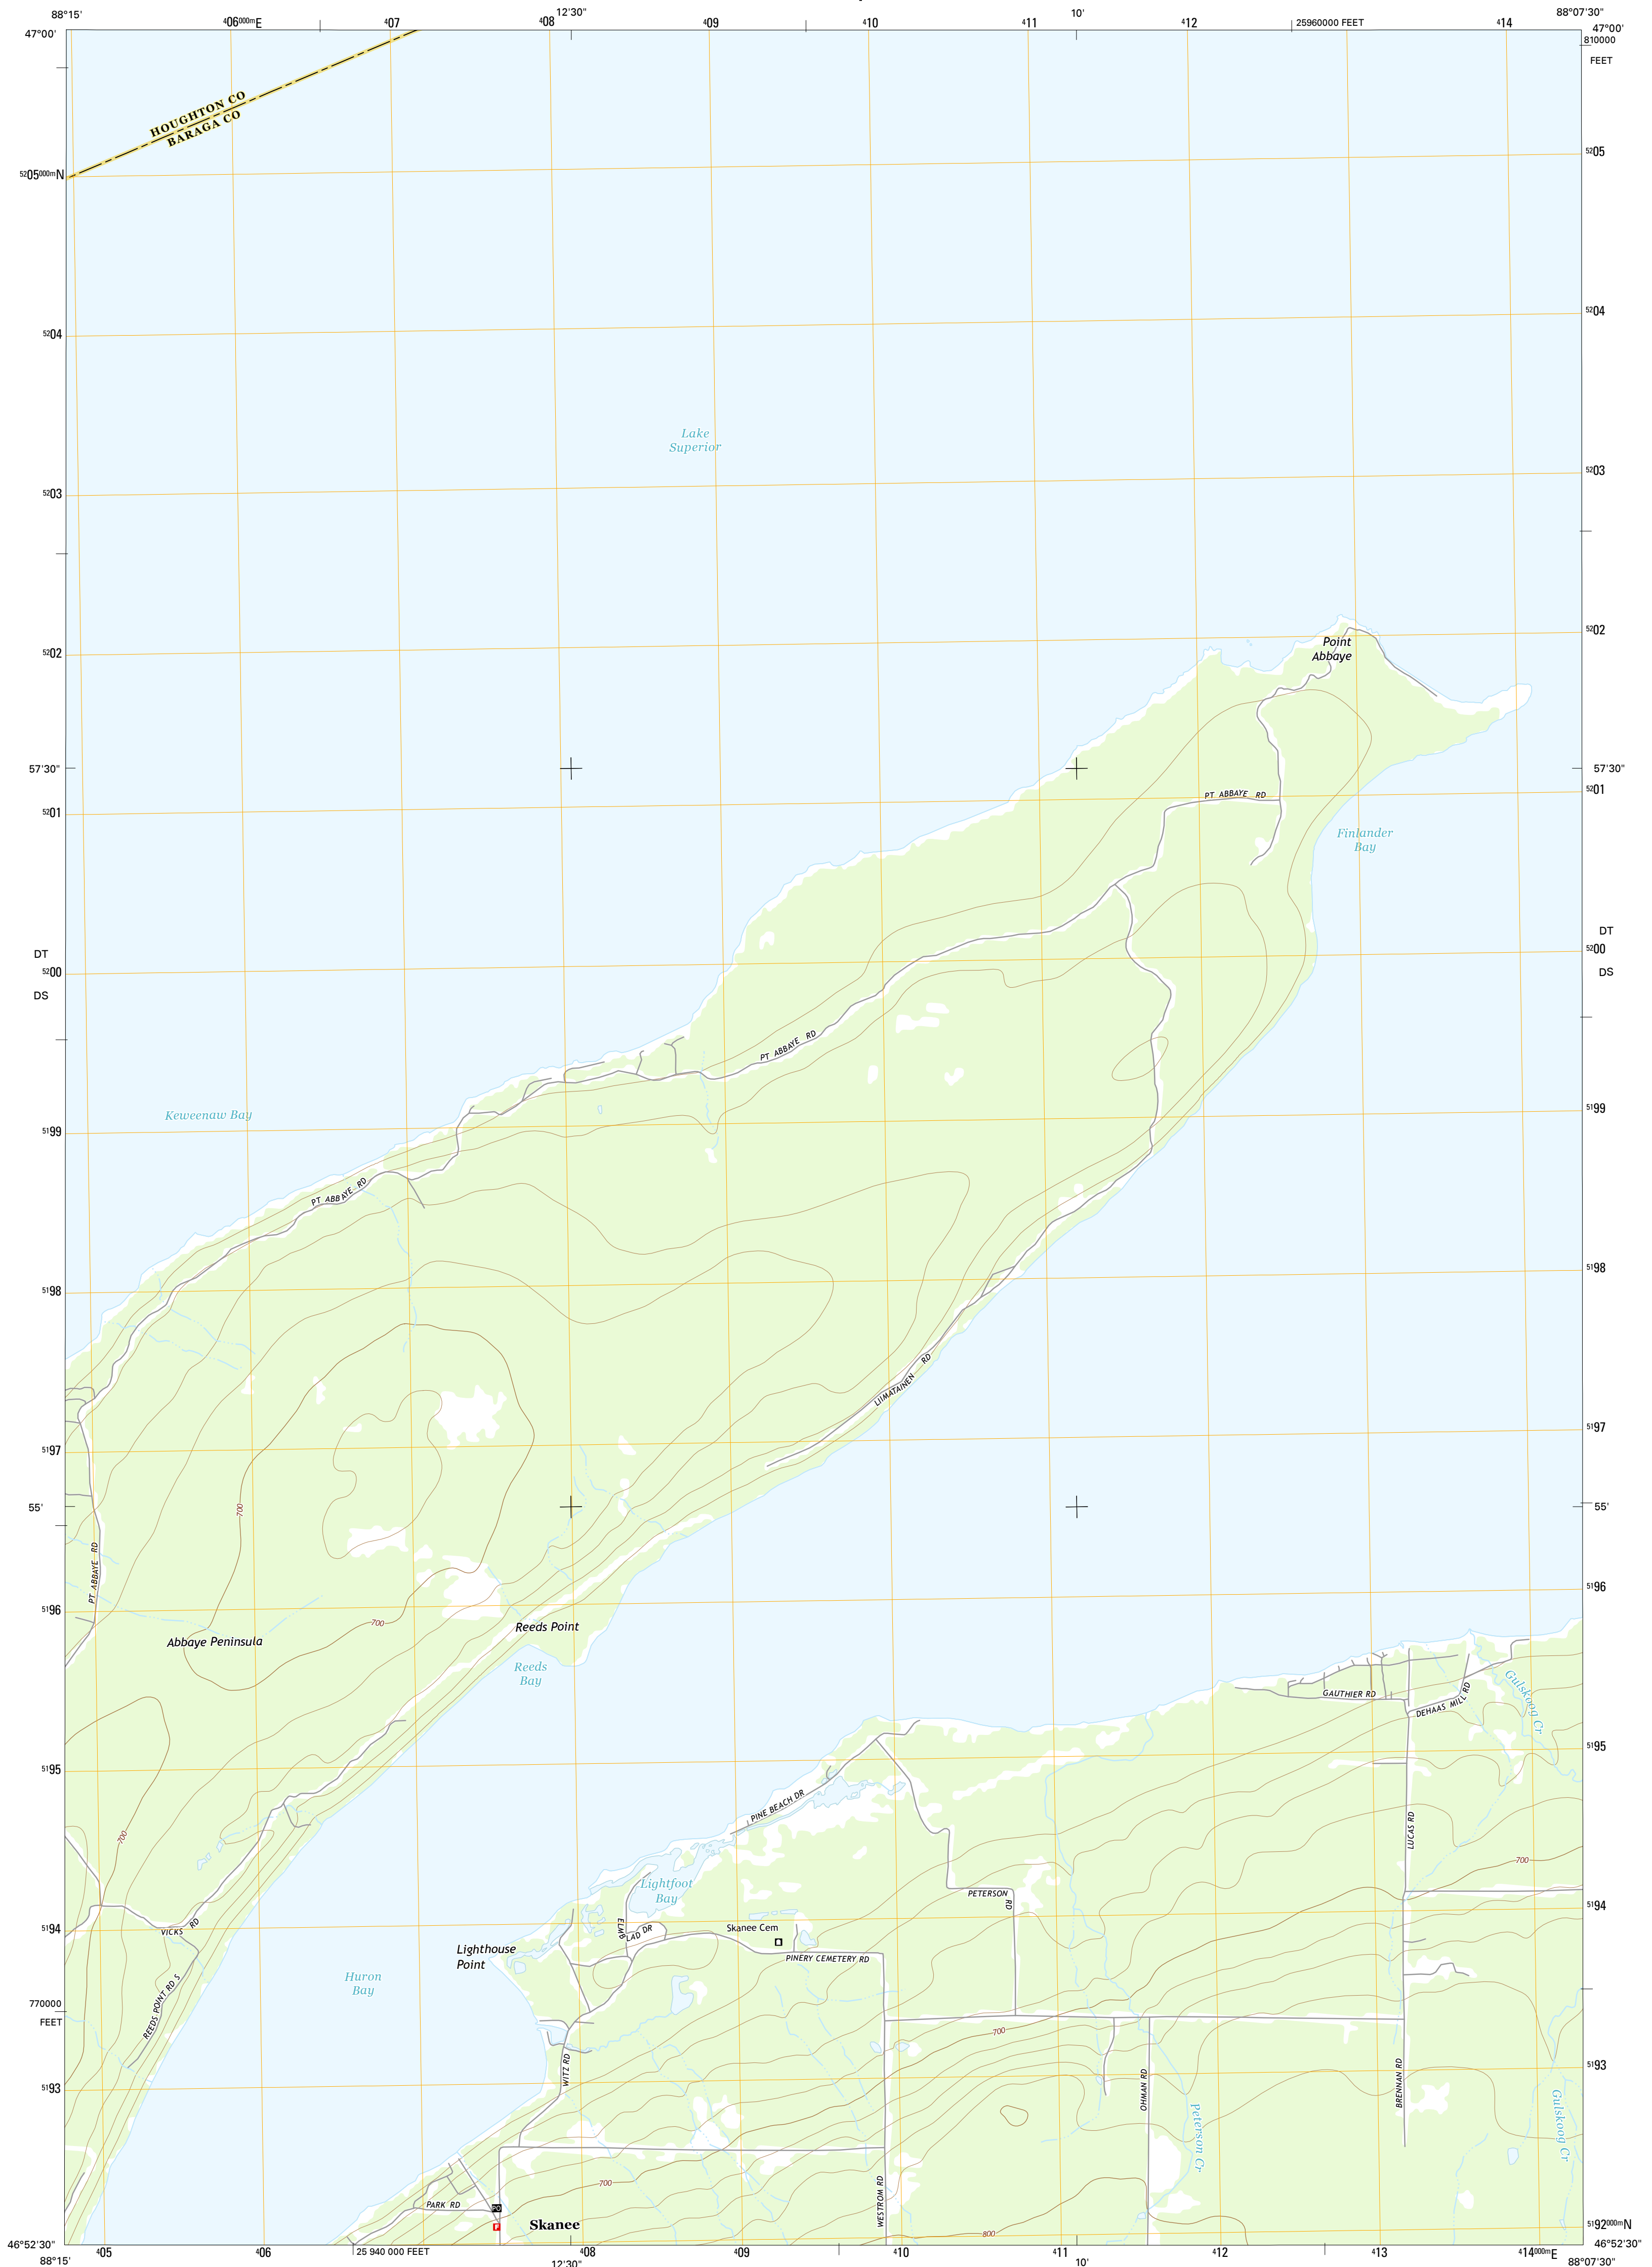 88°15'
⁴06⁰⁰⁰ᵐE
⁴07
⁴08
12'30"
⁴09
⁴10
⁴11
10'
⁴12
25960000 FEET
⁴14
88°07'30"
47°00'
47°00'
810000
FEET
HOUGHTON CO
BARAGA CO
⁵²05⁰⁰⁰ᵐN
⁵²05
⁵²04
⁵²04
Lake
Superior
⁵²03
⁵²03
⁵²02
⁵²02
Point
Abbaye
57'30"
57'30"
⁵²01
⁵²01
PT ABBAYE RD
Finlander
Bay
DT
DS
DT
DS
⁵²00
⁵²00
PT ABBAYE RD
Keweenaw Bay
⁵¹99
⁵¹99
PT ABBAYE RD
⁵¹98
⁵¹98
LIIMATAINEN RD
⁵¹97
⁵¹97
700
55'
55'
PT ABBAYE RD
⁵¹96
⁵¹96
700
Reeds Point
Abbaye Peninsula
Reeds
Bay
GAUTHIER RD
DEHAAS MILL RD
Gulskoog Cr
⁵¹95
⁵¹95
PINE BEACH DR
700
LUCAS RD
700
Lightfoot
Bay
PETERSON RD
⁵¹94
⁵¹94
VICKS RD
ELMBLAD DR
Skanee Cem
PINERY CEMETERY RD
Lighthouse
Point
Huron
Bay
REEDS POINT RD S
770000
FEET
700
WITZ RD
⁵¹93
⁵¹93
OHMAN RD
BRENNAN RD
Peterson Cr
Gulskoog Cr
700
WESTROM RD
PARK RD
PO
F
Skanee
800
⁵¹92⁰⁰⁰ᵐN
46°52'30"
46°52'30"
88°15'
⁴05
⁴06
25 940 000 FEET
12'30"
⁴08
⁴09
⁴10
⁴11
10'
⁴12
⁴13
⁴14⁰⁰⁰ᵐE
88°07'30"